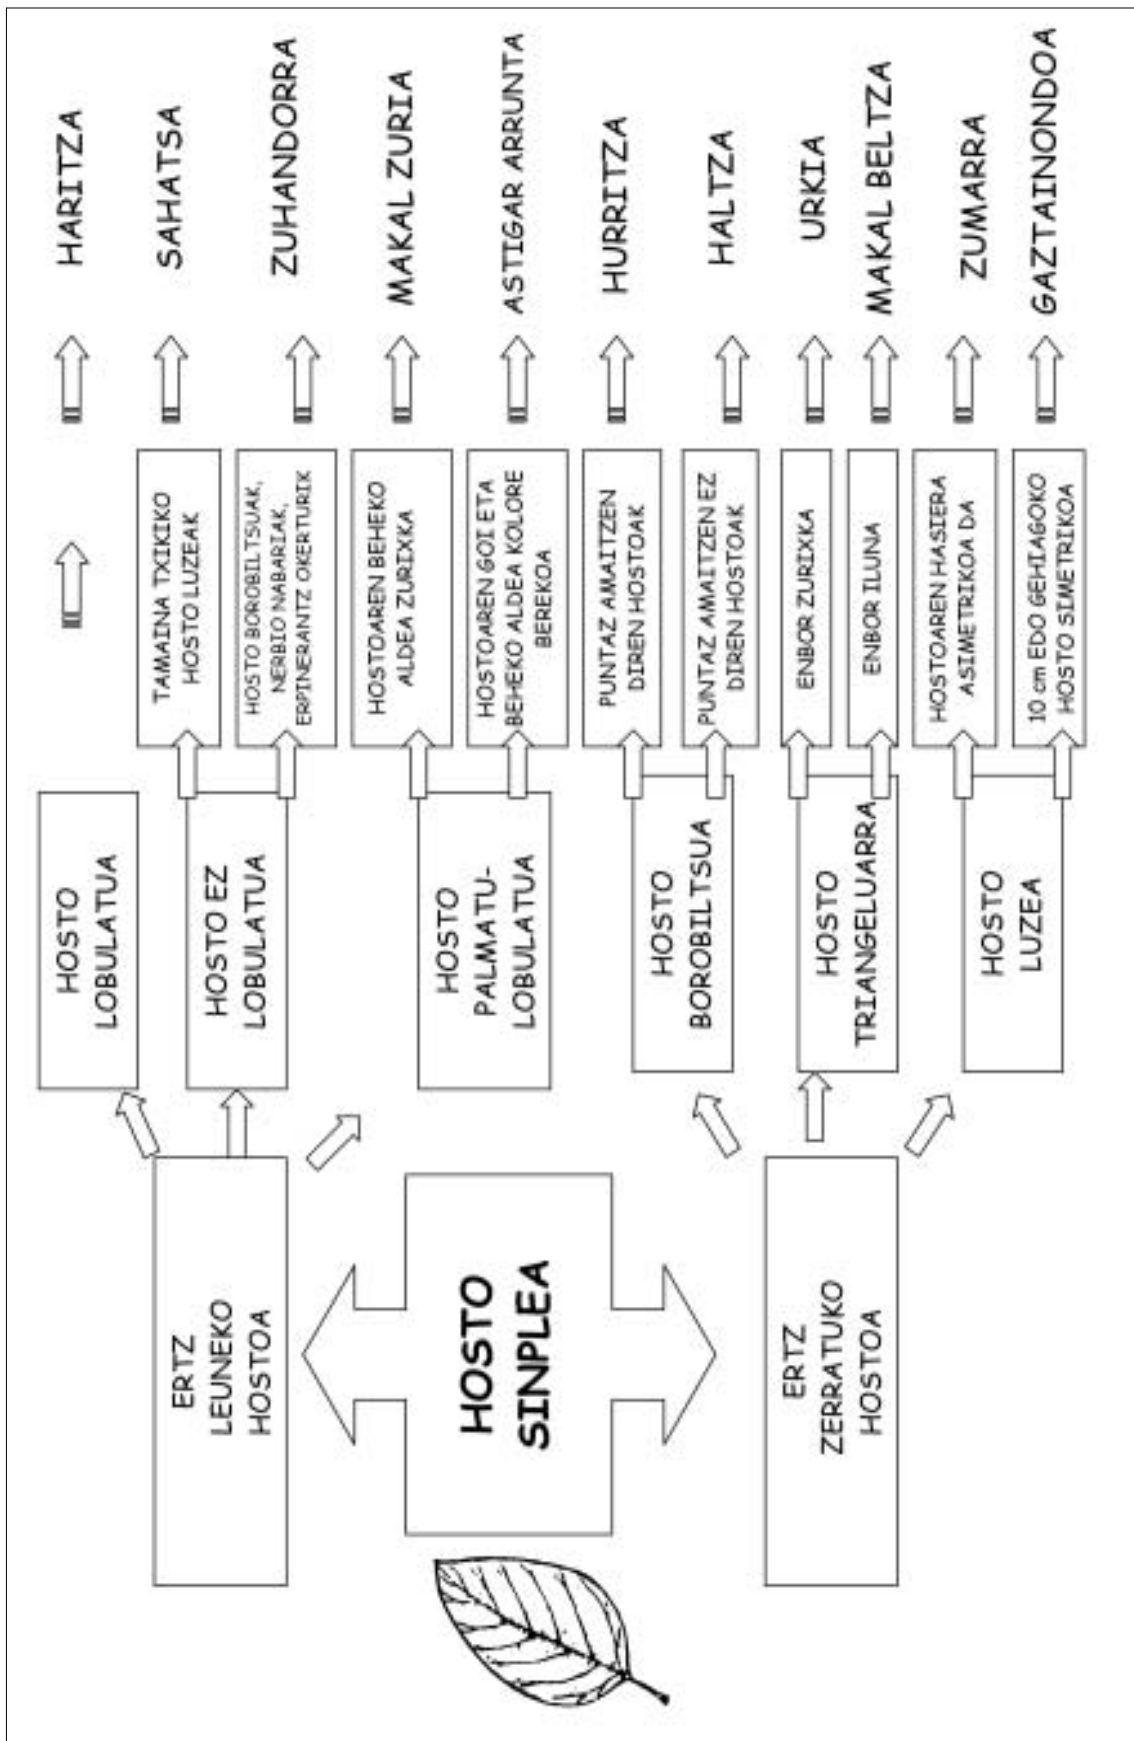 HOSTO
SINPLEA
ERTZ
LEUNEKO
HOSTOA
HOSTO
LOBULATUA
HARITZA
HOSTO EZ
LOBULATUA
TAMAINA TXIKIKO
HOSTO LUZEAK
SAHATSA
HOSTO BOROBILTSUAK,
NERBIO NABARIAK,
ERPINERANTZ OKERTURIK
ZUHANDORRA
HOSTO
PALMATU-
LOBULATUA
HOSTOAREN BEHEKO
ALDEA ZURIXKA
MAKAL ZURIA
HOSTOAREN GOI ETA
BEHEKO ALDEA KOLORE
BEREKOA
ASTIGAR ARRUNTA
ERTZ
ZERRATUKO
HOSTOA
HOSTO
BOROBILTSUA
PUNTAZ AMAITZEN
DIREN HOSTOAK
HURRITZA
PUNTAZ AMAITZEN EZ
DIREN HOSTOAK
HALTZA
HOSTO
TRIANGELUARRA
ENBOR ZURIXKA
URKIA
ENBOR ILUNA
MAKAL BELTZA
HOSTO
LUZEA
HOSTOAREN HASIERA
ASIMETRIKOA DA
ZUMARRA
10 cm EDO GEHIAGOKO
HOSTO SIMETRIKOA
GAZTAINONDOA